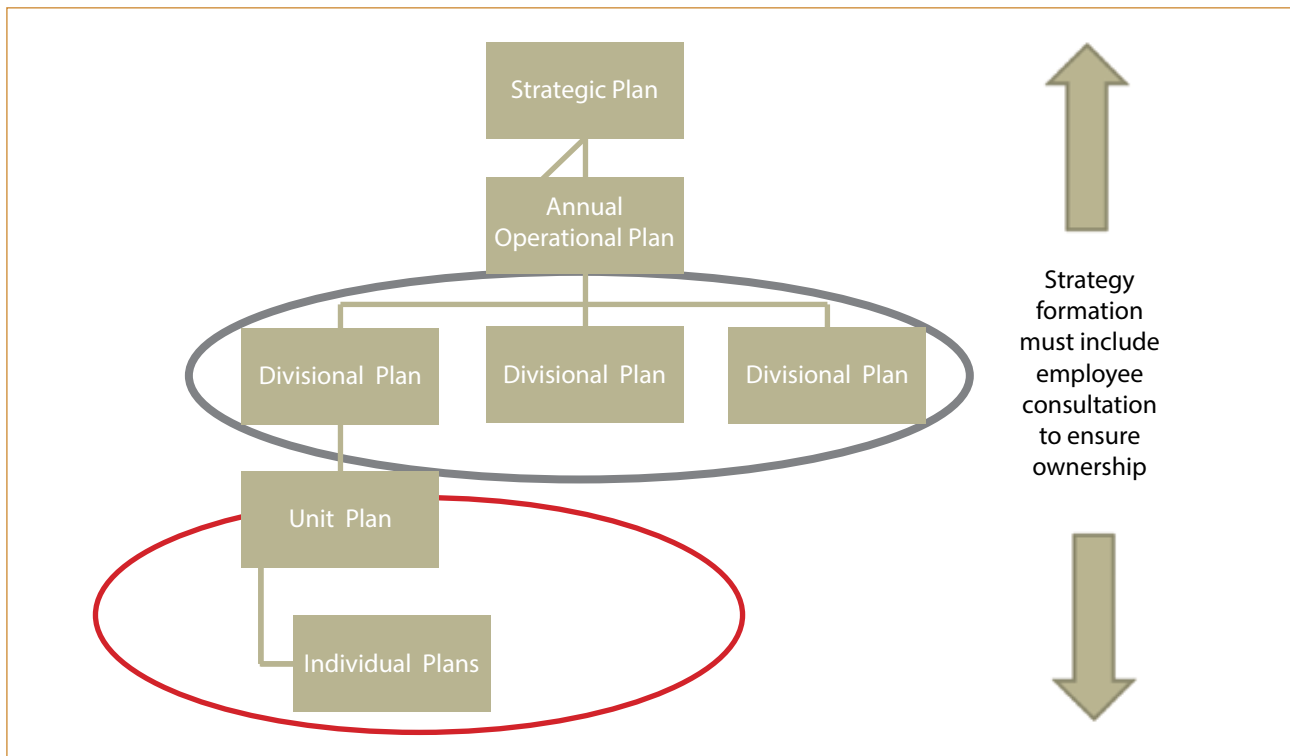 Strategic Plan
Annual
Operational Plan
Divisional Plan
Divisional Plan
Divisional Plan
Unit Plan
Individual Plans
Strategy
formation
must include
employee
consultation
to ensure
ownership